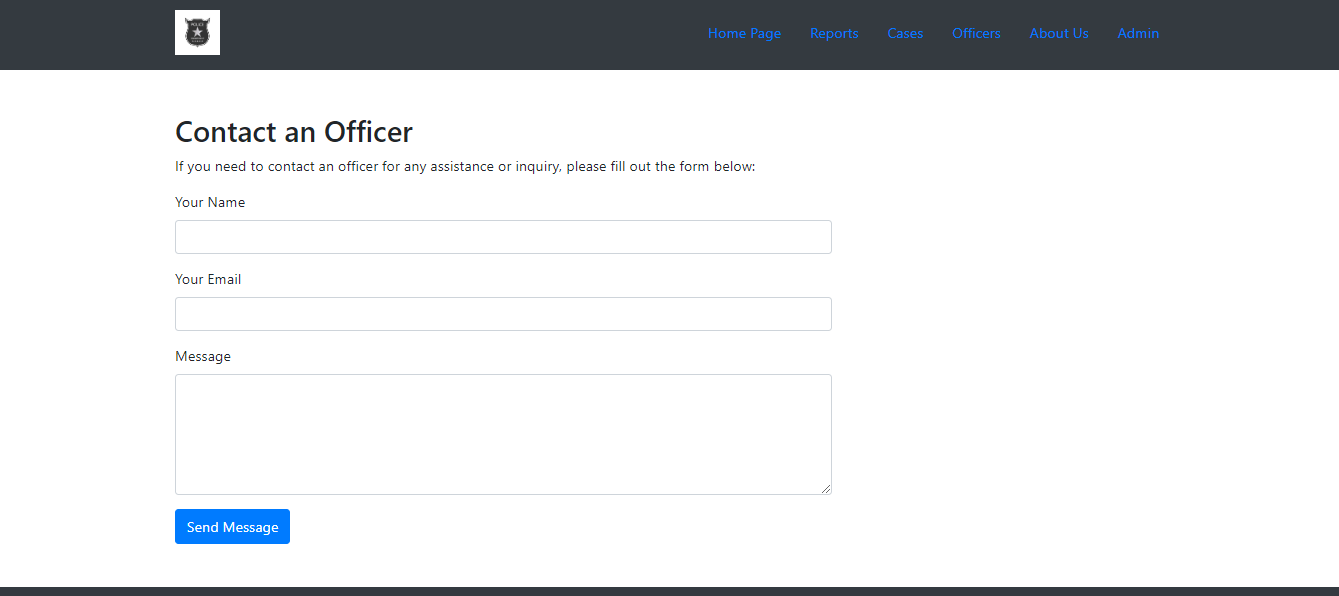 POLICE
Home Page Reports Cases Officers About Us Admin
Contact an Officer
If you need to contact an officer for any assistance or inquiry, please fill out the form below:
Your Name
Your Email
Message
Send Message